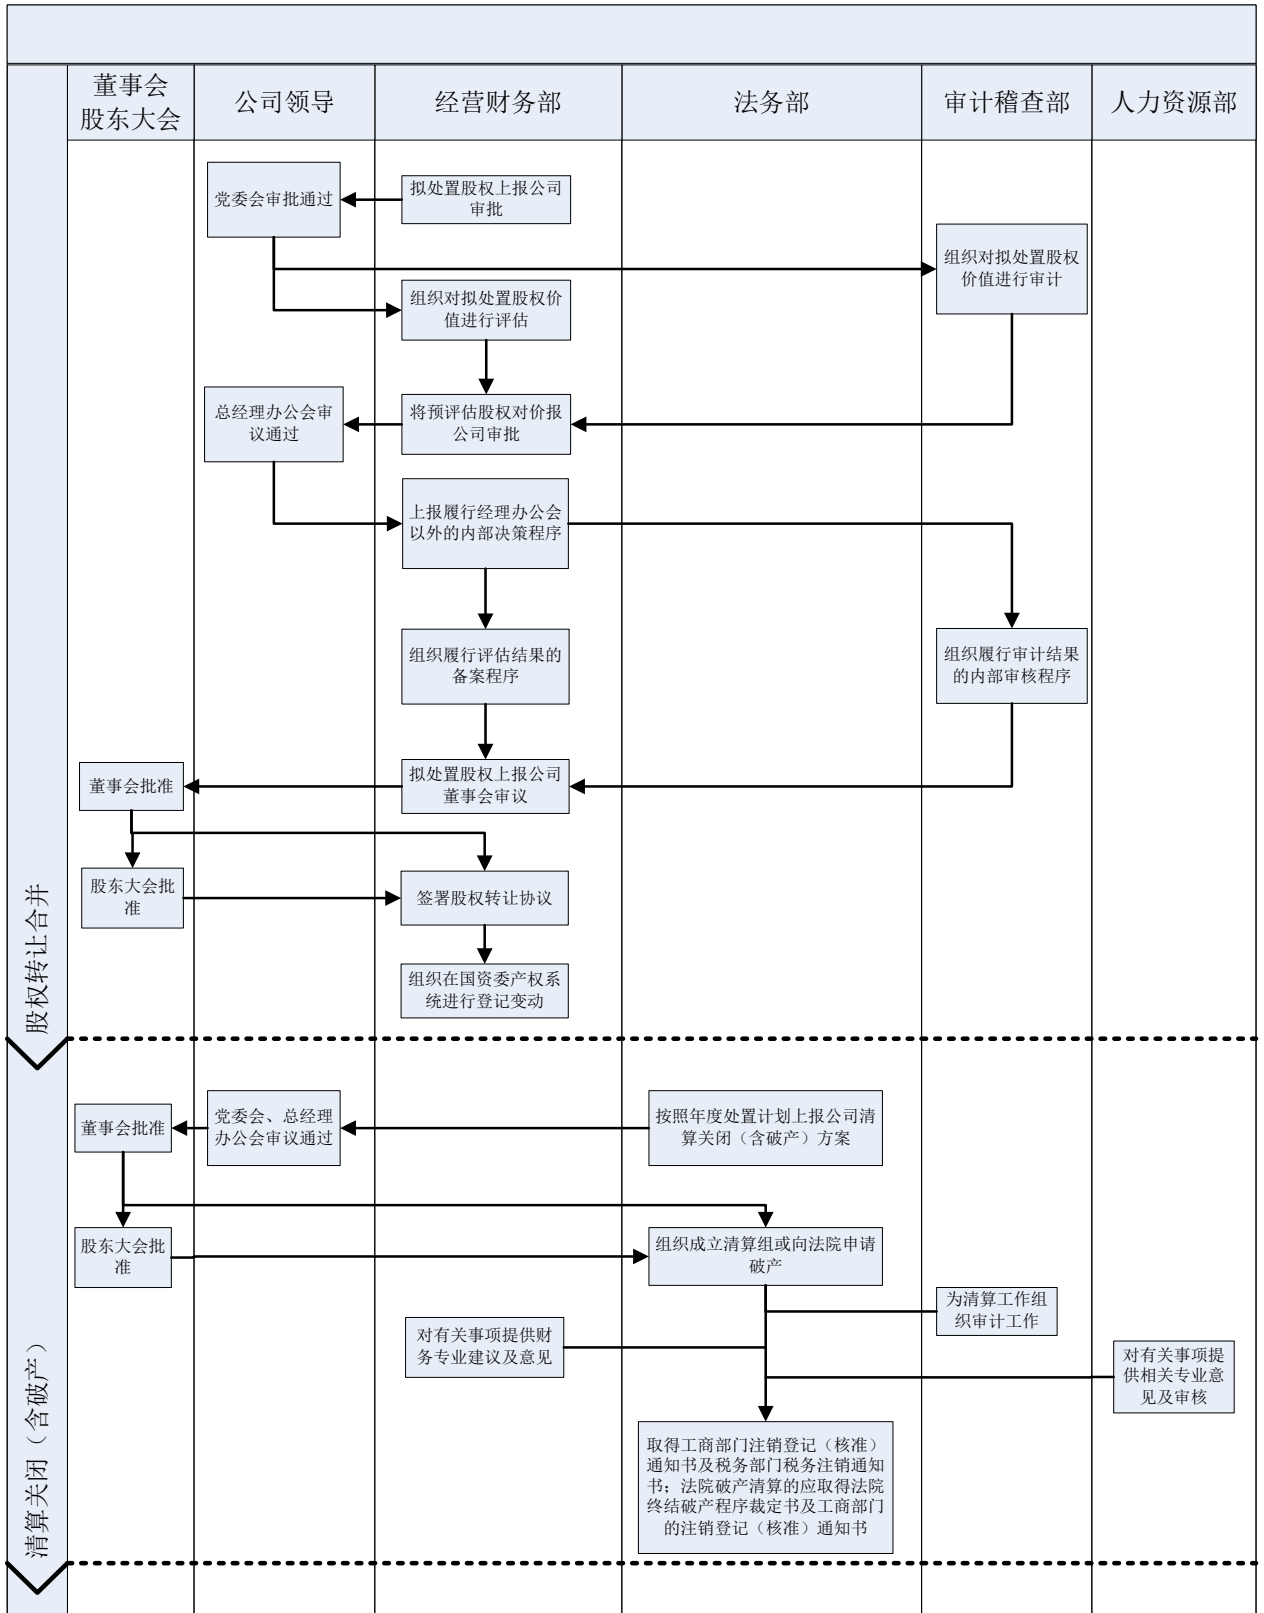 董事会
股东大会
公司领导
经营财务部
法务部
审计稽查部
人力资源部
股权转让合并
党委会审批通过
拟处置股权上报公司
审批
组织对拟处置股权
价值进行审计
组织对拟处置股权价
值进行评估
总经理办公会审
议通过
将预评估股权对价报
公司审批
上报履行经理办公会
以外的内部决策程序
组织履行评估结果的
备案程序
组织履行审计结果
的内部审核程序
董事会批准
拟处置股权上报公司
董事会审议
股东大会批
准
签署股权转让协议
组织在国资委产权系
统进行登记变动
清算关闭（含破产）
董事会批准
党委会、总经理
办公会审议通过
按照年度处置计划上报公司清
算关闭（含破产）方案
股东大会批
准
组织成立清算组或向法院申请
破产
为清算工作组
织审计工作
对有关事项提供财
务专业建议及意见
对有关事项提
供相关专业意
见及审核
取得工商部门注销登记（核准）
通知书及税务部门税务注销通知
书；法院破产清算的应取得法院
终结破产程序裁定书及工商部门
的注销登记（核准）通知书